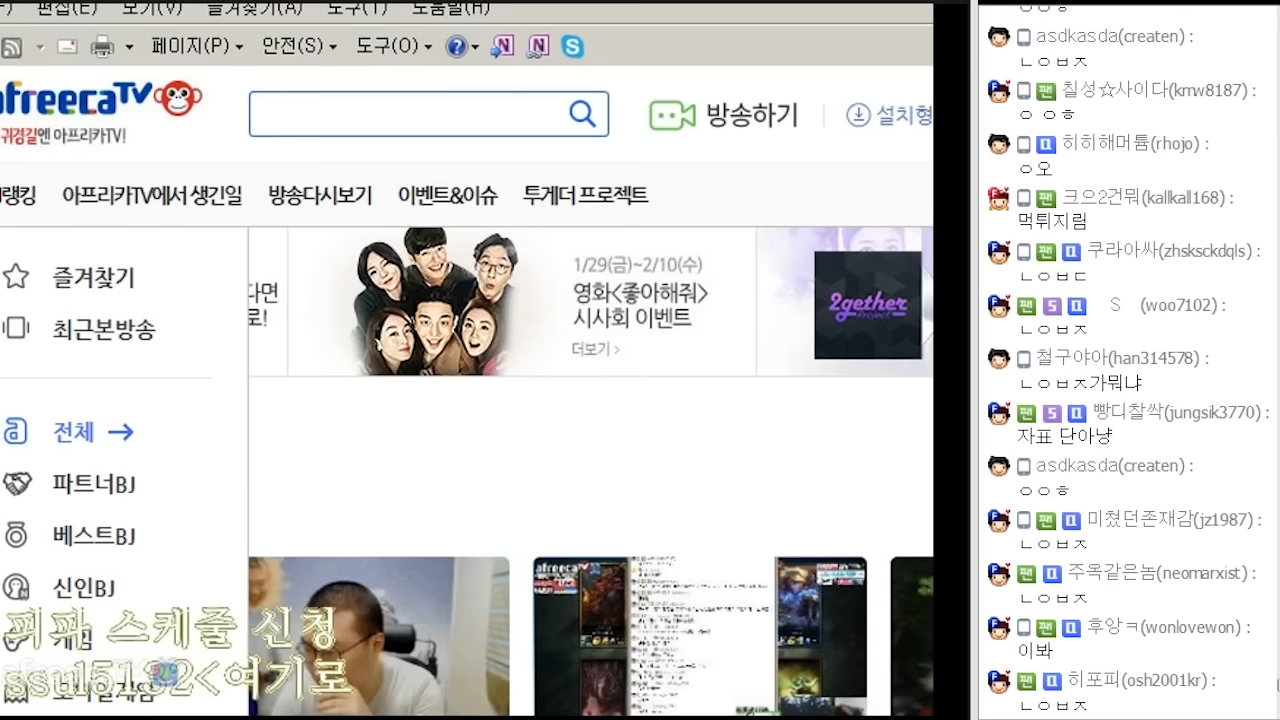 편집(E) 보기(V) 즐겨찾기(A) 도구(T) 도움말(H)
페이지(P) 안전(S) 도구(O)
afreecaTV
귀경길엔 아프리카TV!
방송하기
설치형
랭킹 아프리카TV에서 생긴일 방송다시보기 이벤트&이슈 투게더 프로젝트
즐겨찾기
최근본방송
다면
로!
1/29(금)~2/10(수)
영화<좋아해줘>
시사회 이벤트
더보기 >
2gether
Project
전체 →
파트너BJ
베스트BJ
신인BJ
스케줄 신청
<여기로
afreecaTV
asdkasda(createn) :
ㄴㅇㅂㅈ
칠성☆사이다(kmw8187) :
ㅇ ㅇㅎ
히히해머튬(rhojo) :
ㅇ오
크으2건뭐(kallkall168) :
먹튀지림
쿠라아싸(zhsksckdqls) :
ㄴㅇㅂㄷ
S (woo7102) :
ㄴㅇㅂㅈ
철구야아(han314578) :
ㄴㅇㅂㅈ가뭐냐
빵디찰싹(jungsik3770) :
자표 단아냥
asdkasda(createn) :
ㅇㅇㅎ
미쳤던존재감(jz1987) :
ㄴㅇㅂㅈ
주옥같은놈(neomarxist) :
ㄴㅇㅂㅈ
흥앙ㅋ(wonlovewon) :
이봐
히포피(osh2001kr) :
ㄴㅇㅂㅈ